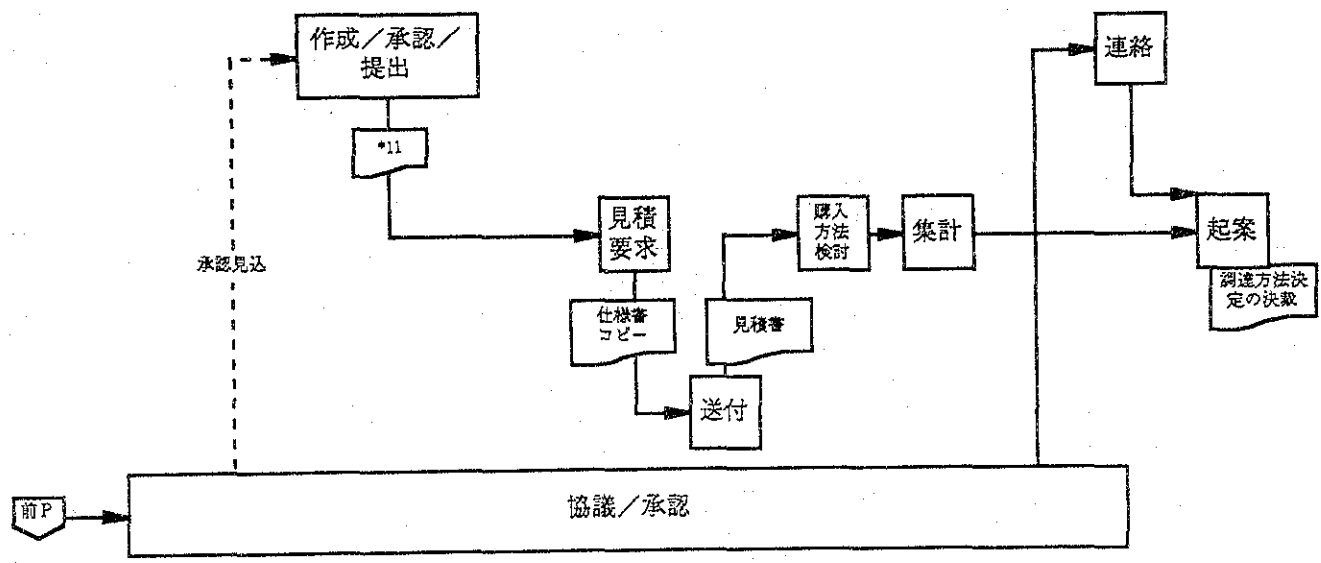 作成／承認／
提出
連絡
*11
見積
要求
購入
方法
検討
集計
起案
承認見込
調達方法決
定の決裁
仕様書
コピー
見積書
送付
前P
協議／承認